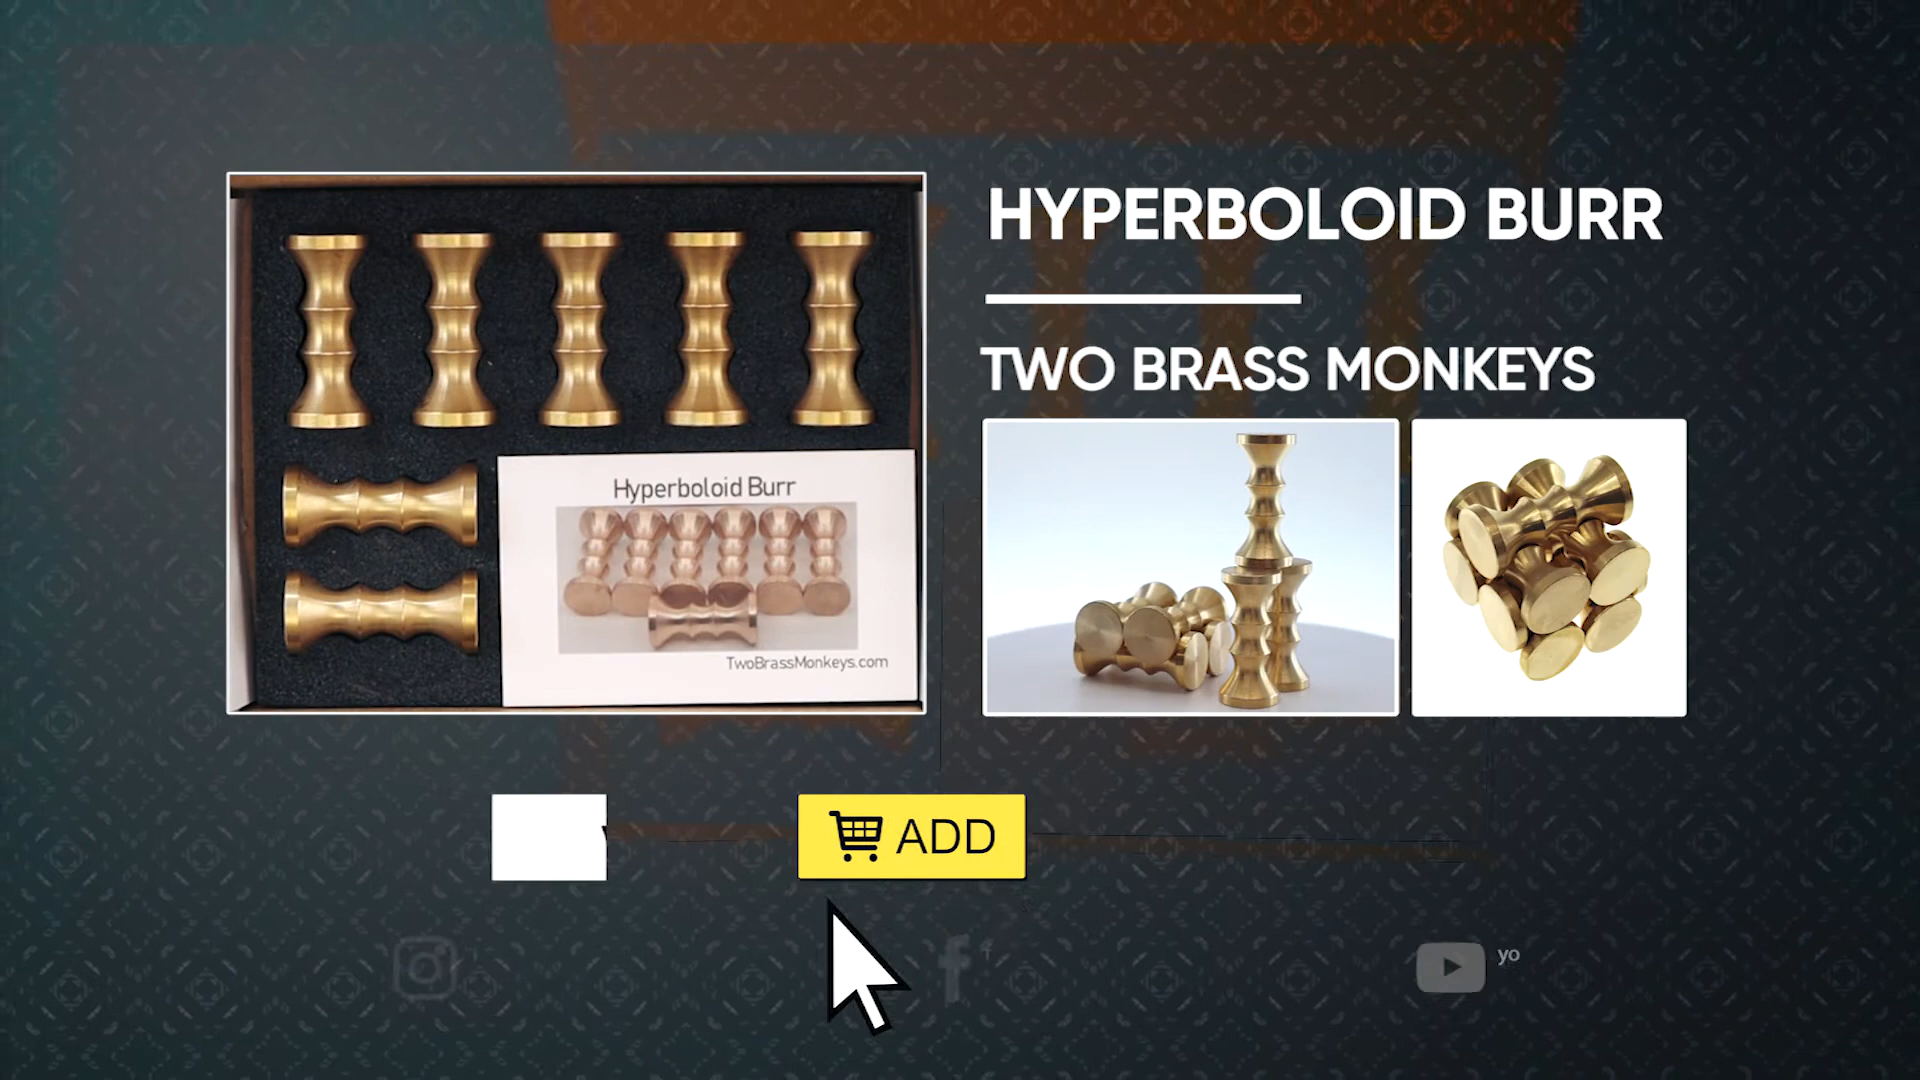 HYPERBOLOID BURR
TWO BRASS MONKEYS
Hyperboloid Burr
TwoBrassMonkeys.com
ADD
yo